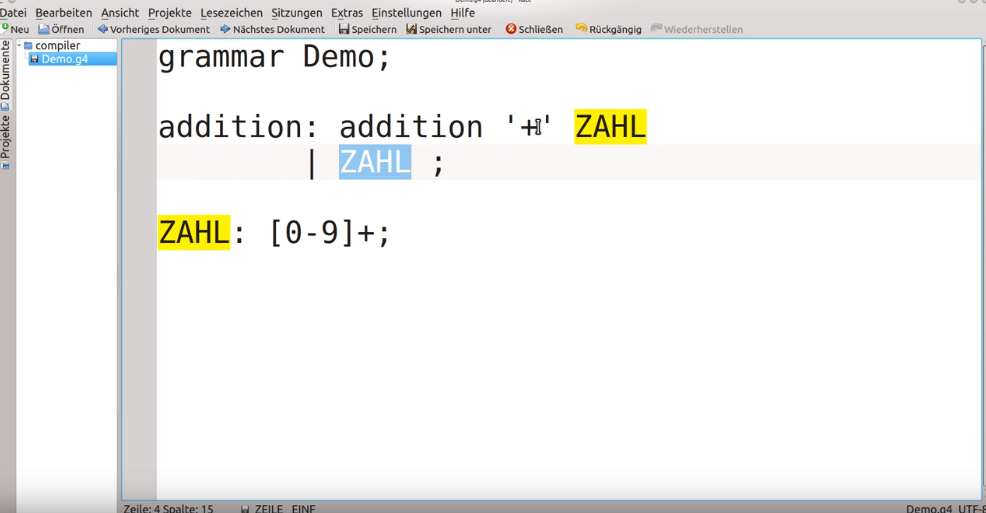 Demo.g4
Datei Bearbeiten Ansicht Projekte Lesezeichen Sitzungen Extras Einstellungen Hilfe
Neu Öffnen Vorheriges Dokument Nächstes Dokument Speichern Speichern unter Schließen Rückgängig Wiederherstellen
Dokumente
Projekte
compiler
Demo.g4
grammar Demo;
addition: addition '+' ZAHL
| ZAHL ;
ZAHL: [0-9]+;
Zeile: 4 Spalte: 15 ZEILE EINF Demo.g4 UTF-8